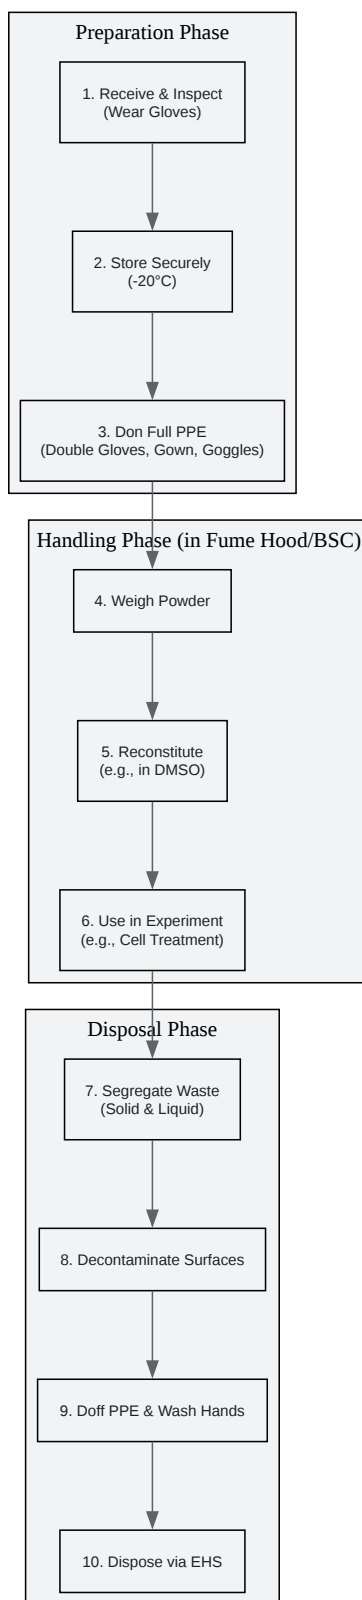 Preparation Phase
1. Receive & Inspect
(Wear Gloves)
2. Store Securely
(-20°C)
3. Don Full PPE
(Double Gloves, Gown, Goggles)
Handling Phase (in Fume Hood/BSC)
4. Weigh Powder
5. Reconstitute
(e.g., in DMSO)
6. Use in Experiment
(e.g., Cell Treatment)
Disposal Phase
7. Segregate Waste
(Solid & Liquid)
8. Decontaminate Surfaces
9. Doff PPE & Wash Hands
10. Dispose via EHS